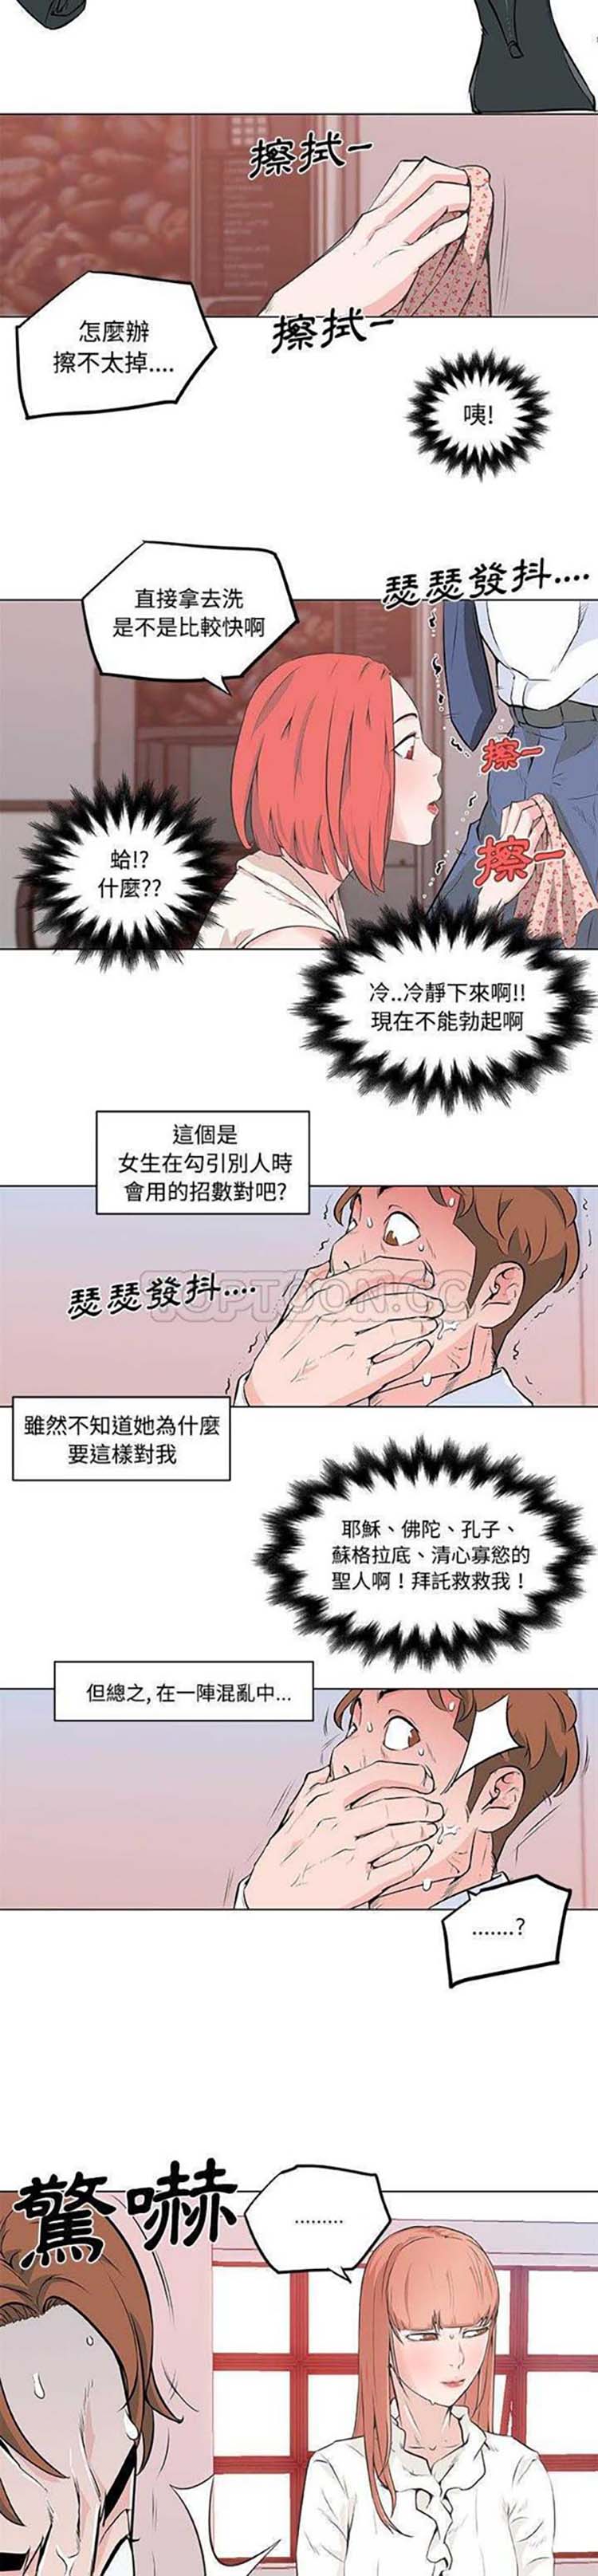 擦拭–
怎麼辦
擦不太掉....
擦拭–
咦!
瑟瑟發抖....
直接拿去洗
是不是比較快啊
擦一
擦一
蛤!?
什麼??
冷..冷靜下來啊!!
現在不能勃起啊
這個是
女生在勾引別人時
會用的招數對吧?
瑟瑟發抖....
TOPTOON.CC
雖然不知道她為什麼
要這樣對我
耶穌、佛陀、孔子、
蘇格拉底、清心寡慾的
聖人啊！拜託救救我！
但總之, 在一陣混亂中...
.......?
驚嚇
.........